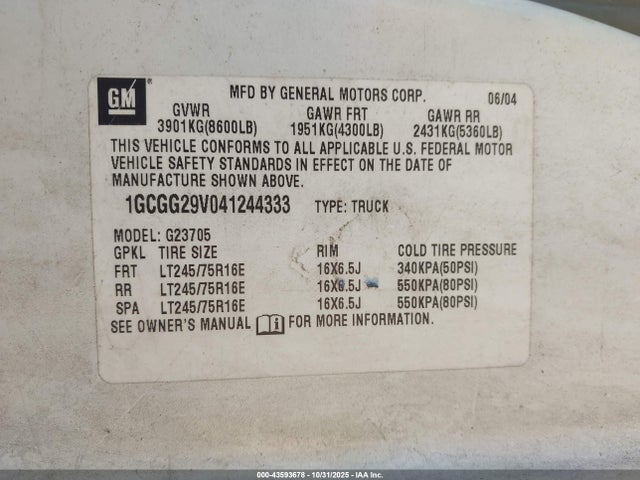 GM®
MFD BY GENERAL MOTORS CORP. 06/04
GVWR GAWR FRT GAWR RR
3901KG(8600LB) 1951KG(4300LB) 2431KG(5360LB)
THIS VEHICLE CONFORMS TO ALL APPLICABLE U.S. FEDERAL MOTOR
VEHICLE SAFETY STANDARDS IN EFFECT ON THE DATE OF
MANUFACTURE SHOWN ABOVE.
1GCGG29V041244333 TYPE: TRUCK
MODEL: G23705
GPKL TIRE SIZE RIM COLD TIRE PRESSURE
FRT LT245/75R16E 16X6.5J 340KPA(50PSI)
RR LT245/75R16E 16X6.5J 550KPA(80PSI)
SPA LT245/75R16E 16X6.5J 550KPA(80PSI)
SEE OWNER'S MANUAL FOR MORE INFORMATION.
000-43593678 - 10/31/2025 - IAA Inc.